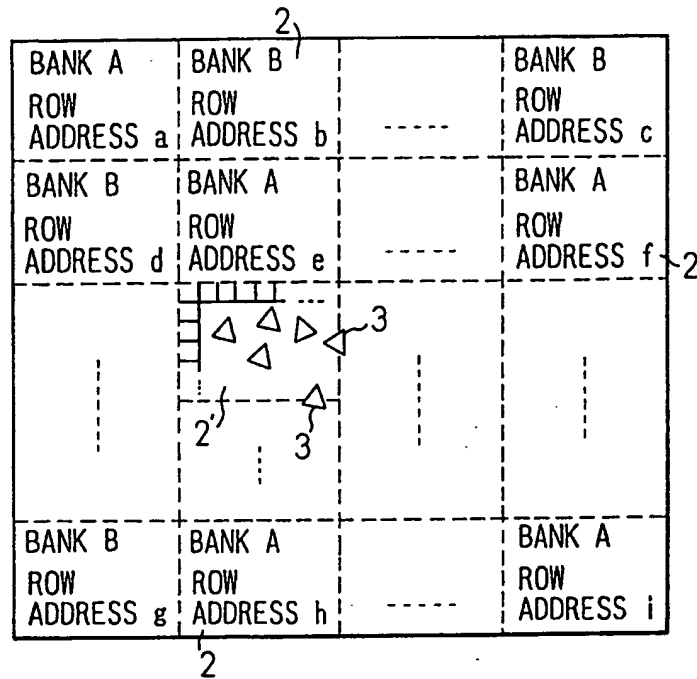 2
BANK A
ROW
ADDRESS a
BANK B
ROW
ADDRESS b
BANK B
ROW
ADDRESS c
BANK B
ROW
ADDRESS d
BANK A
ROW
ADDRESS e
BANK A
ROW
ADDRESS f
2
3
2'
3
BANK B
ROW
ADDRESS g
BANK A
ROW
ADDRESS h
BANK A
ROW
ADDRESS i
2